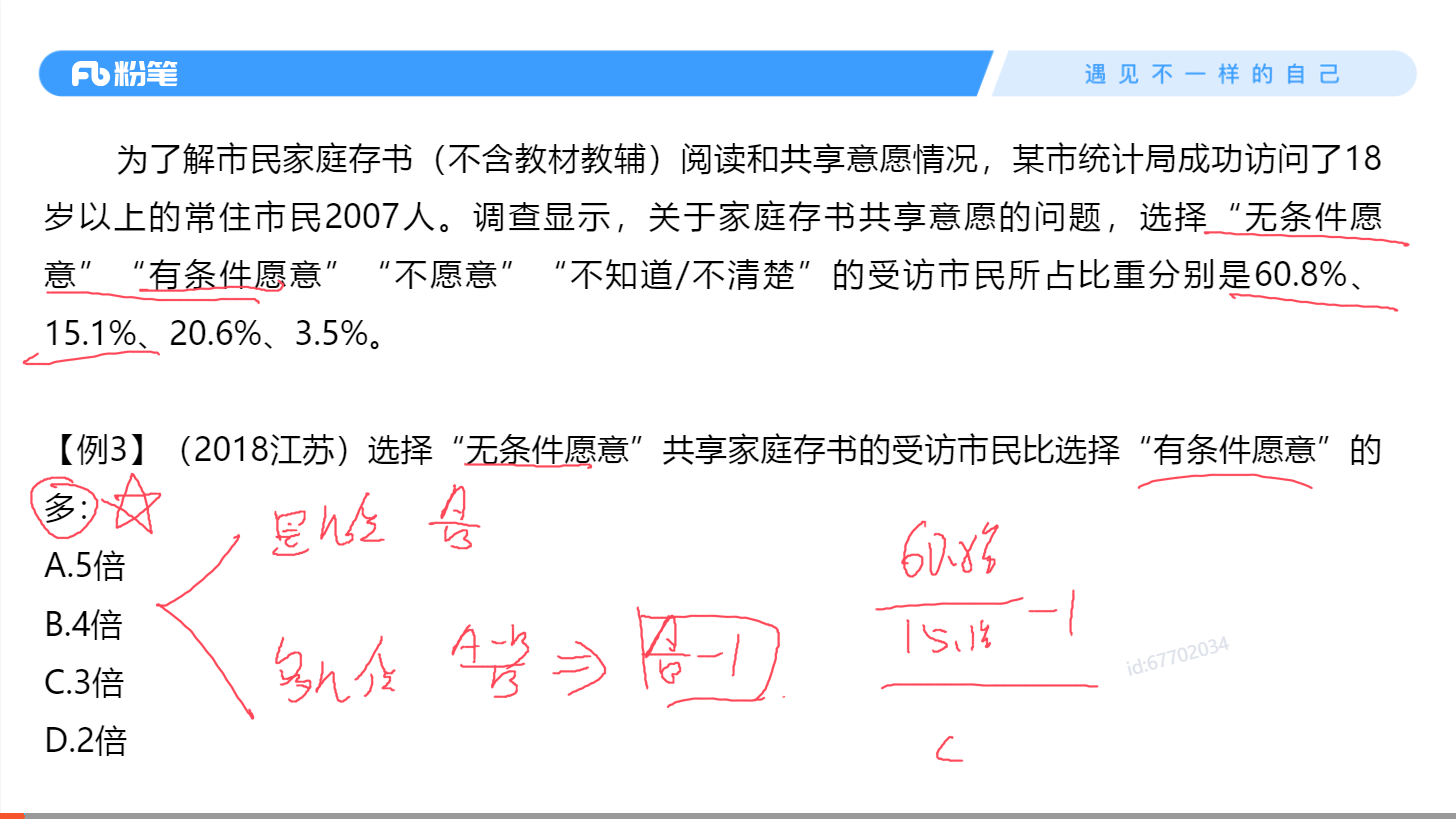 粉笔
遇见不一样的自己
为了解市民家庭存书（不含教材教辅）阅读和共享意愿情况，某市统计局成功访问了18
岁以上的常住市民2007人。调查显示，关于家庭存书共享意愿的问题，选择“无条件愿
意”“有条件愿意”“不愿意”“不知道/不清楚”的受访市民所占比重分别是60.8%、
15.1%、20.6%、3.5%。
【例3】（2018江苏）选择“无条件愿意”共享家庭存书的受访市民比选择“有条件愿意”的
多：
是几倍 A/B
A.5倍
B.4倍
C.3倍
D.2倍
多几倍 A-B/B ⇒ A/B-1
60.8%/15.1% -1
C
id:67702034